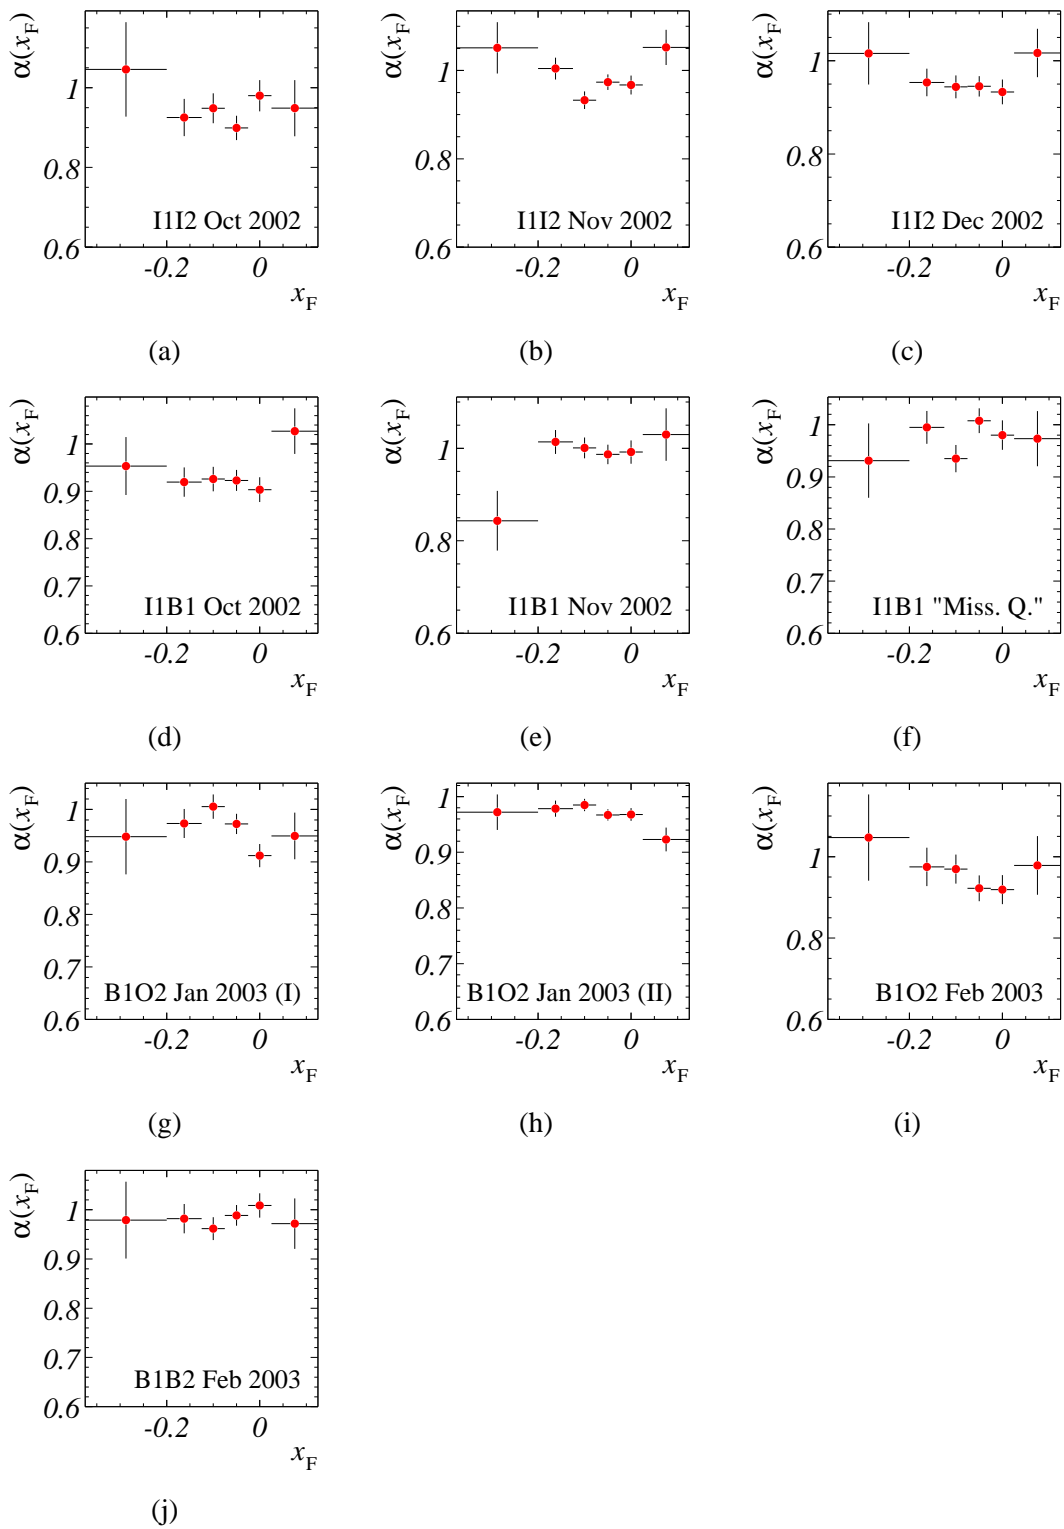 α(x_F)
1
0.8
0.6
I1I2 Oct 2002
-0.2 0
x_F
(a)
α(x_F)
1
0.8
0.6
I1I2 Nov 2002
-0.2 0
x_F
(b)
α(x_F)
1
0.8
0.6
I1I2 Dec 2002
-0.2 0
x_F
(c)
α(x_F)
1
0.9
0.8
0.7
0.6
I1B1 Oct 2002
-0.2 0
x_F
(d)
α(x_F)
1
0.8
0.6
I1B1 Nov 2002
-0.2 0
x_F
(e)
α(x_F)
1
0.9
0.8
0.7
0.6
I1B1 "Miss. Q."
-0.2 0
x_F
(f)
α(x_F)
1
0.9
0.8
0.7
0.6
B1O2 Jan 2003 (I)
-0.2 0
x_F
(g)
α(x_F)
1
0.9
0.8
0.7
0.6
B1O2 Jan 2003 (II)
-0.2 0
x_F
(h)
α(x_F)
1
0.8
0.6
B1O2 Feb 2003
-0.2 0
x_F
(i)
α(x_F)
1
0.9
0.8
0.7
0.6
B1B2 Feb 2003
-0.2 0
x_F
(j)